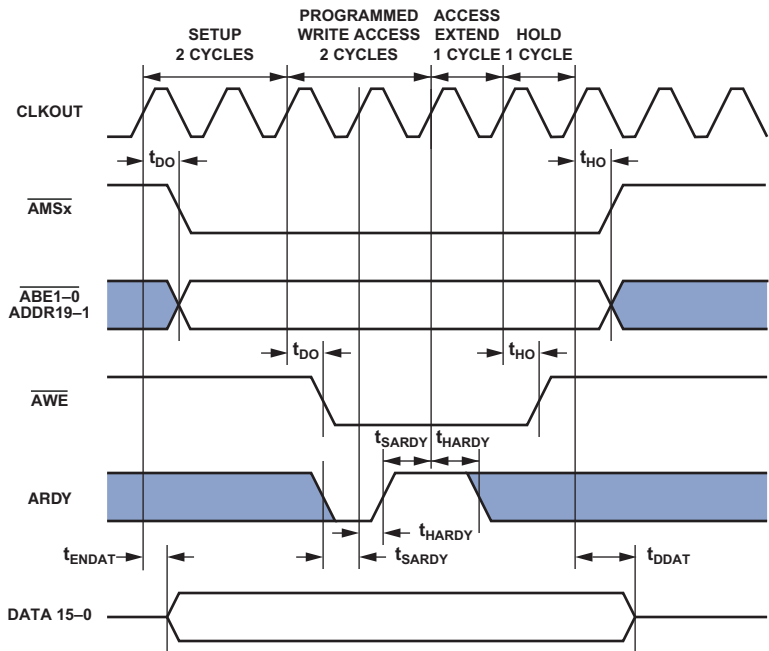 SETUP
2 CYCLES
PROGRAMMED
WRITE ACCESS
2 CYCLES
ACCESS
EXTEND
1 CYCLE
HOLD
1 CYCLE
CLKOUT
tDO
tHO
AMSx
ABE1–0
ADDR19–1
tDO
tHO
AWE
tSARDY
tHARDY
ARDY
tHARDY
tENDAT
tSARDY
tDDAT
DATA 15–0